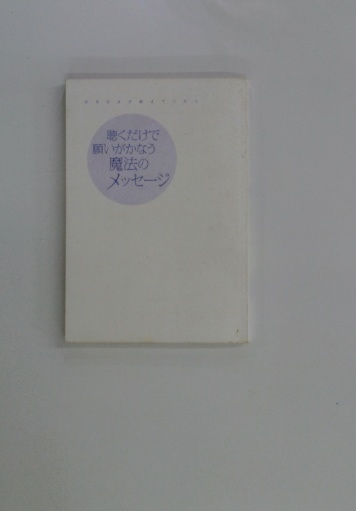 聴くだけで
願いがかなう
魔法の
メッセージ